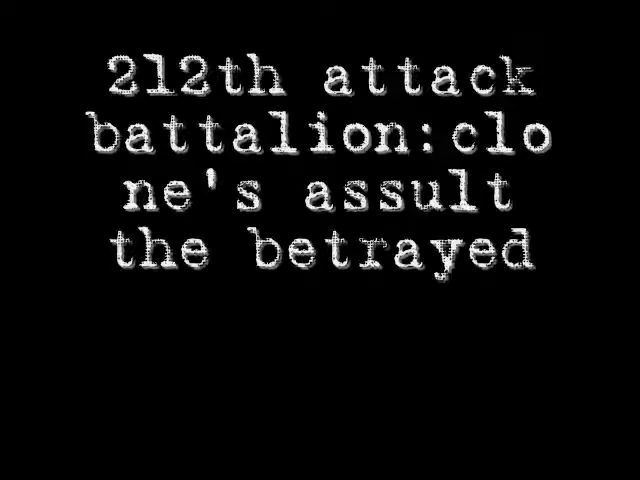 212th attack
battalion:clo
ne's assult
the betrayed